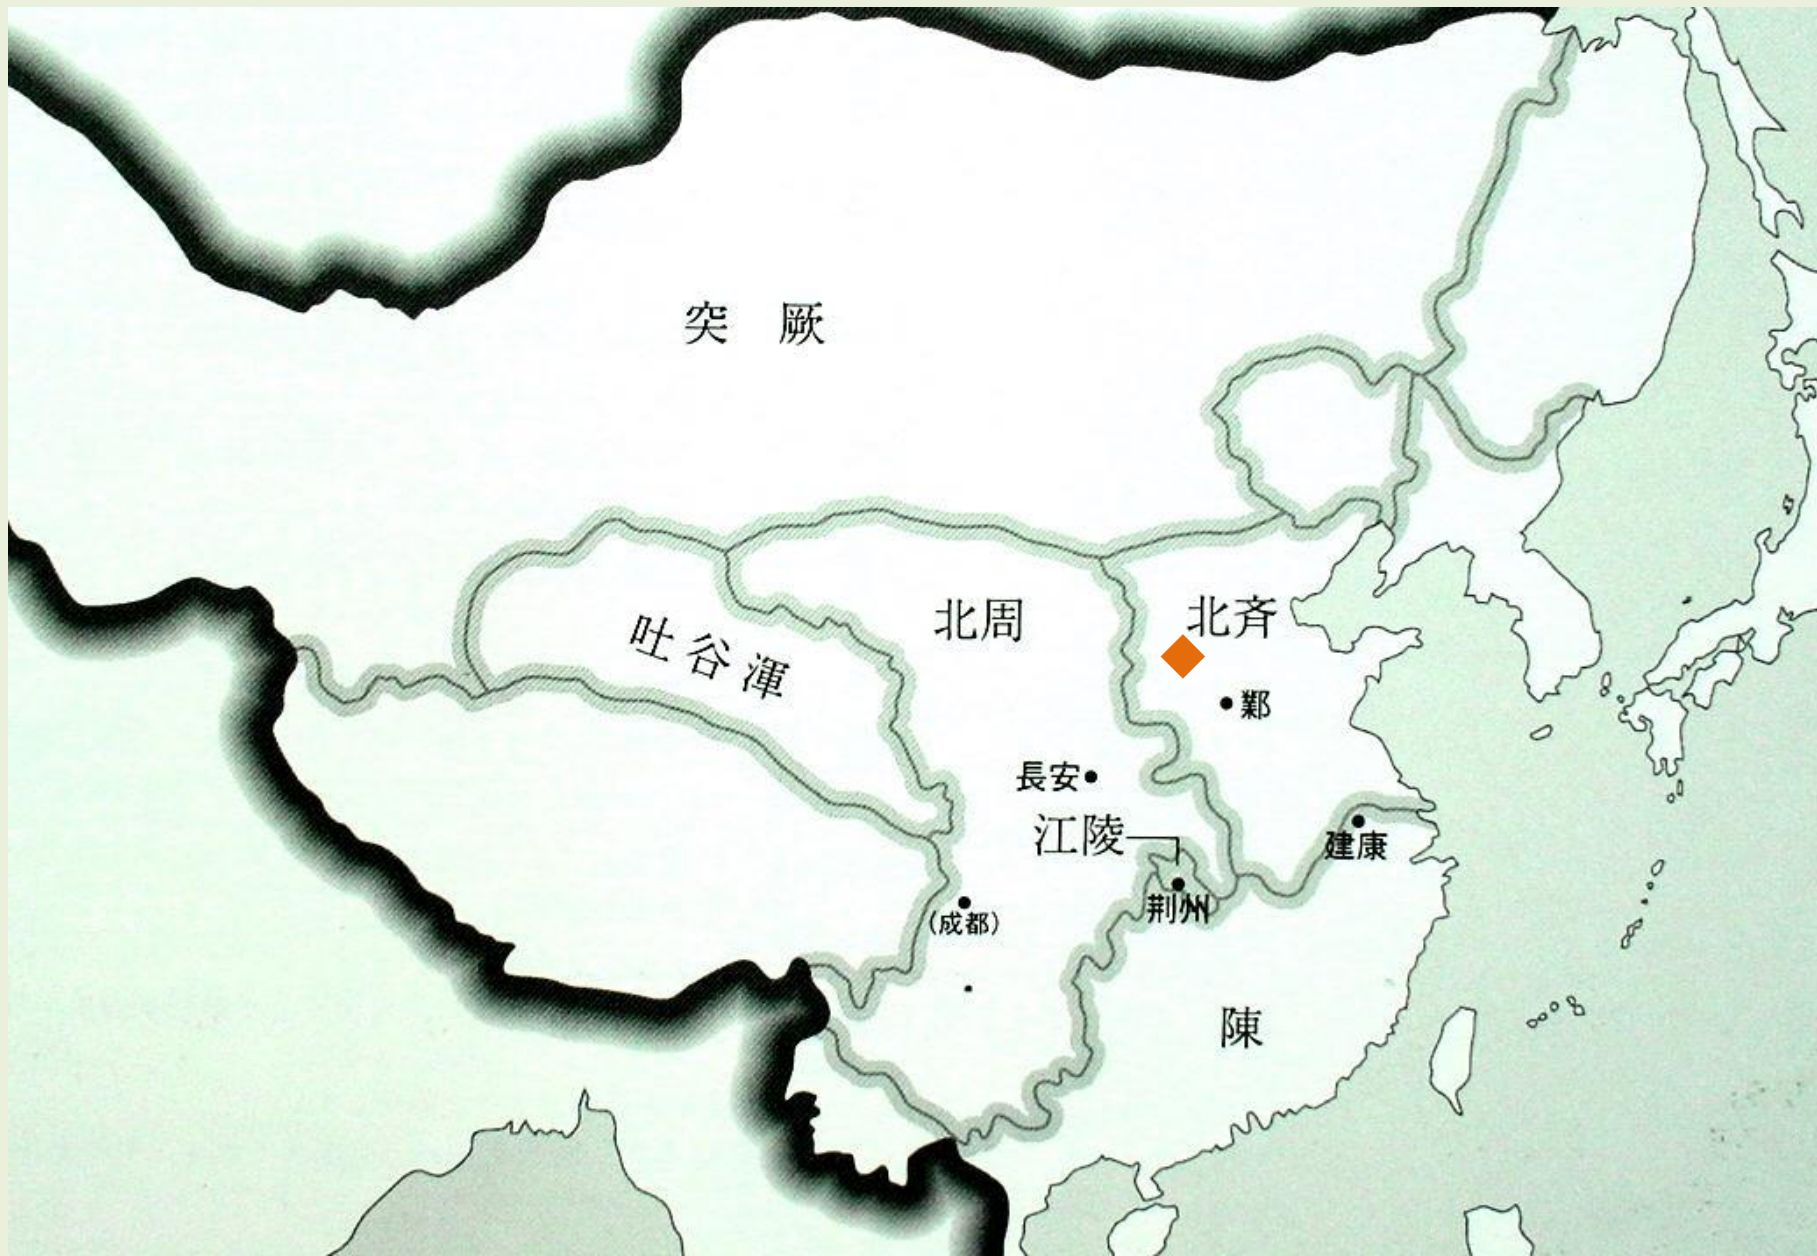 突 厥
北周
北斉
吐谷渾
鄴
長安
江陵
建康
荆州
(成都)
陳